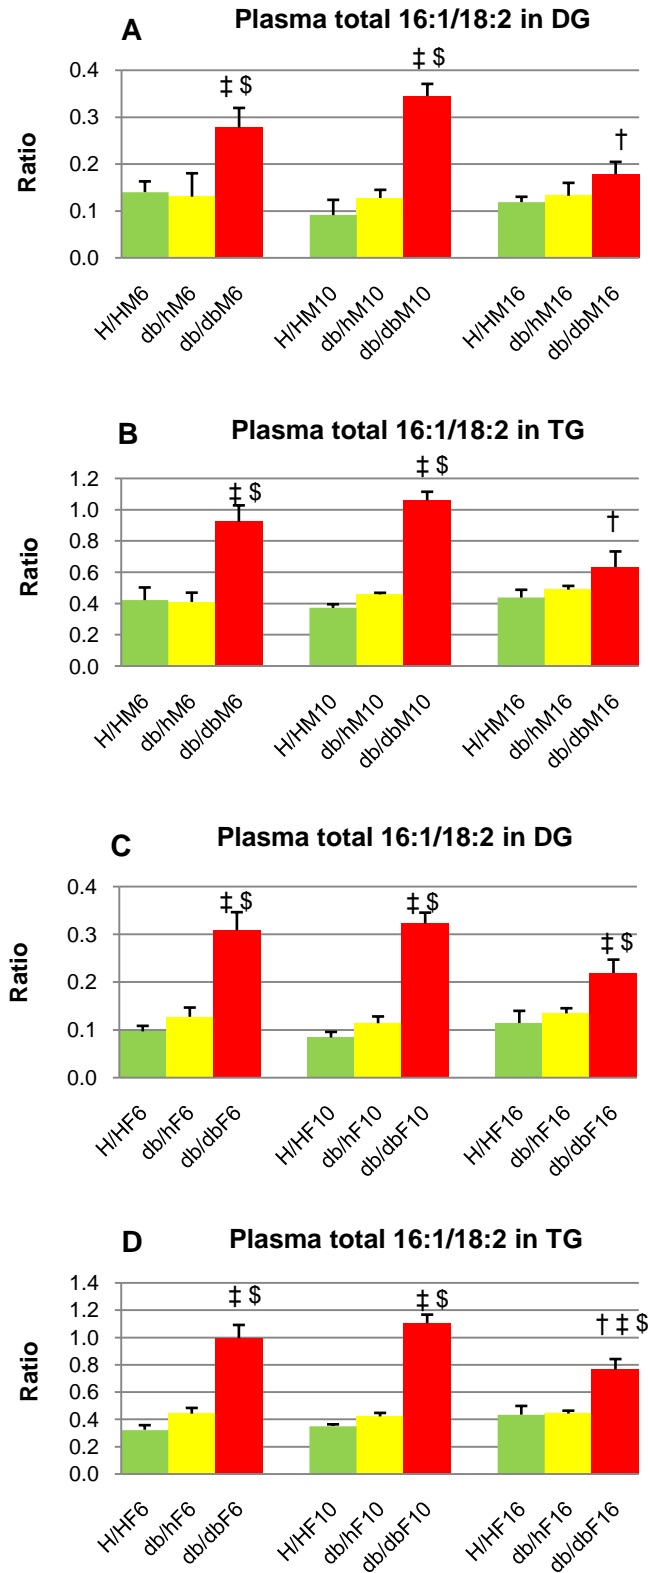 A Plasma total 16:1/18:2 in DG
‡ $ ‡ $ †
0.4
0.3
0.2
0.1
0.0
Ratio
H/HM6 db/hM6 db/dbM6 H/HM10 db/hM10 db/dbM10 H/HM16 db/hM16 db/dbM16
B Plasma total 16:1/18:2 in TG
‡ $ ‡ $ †
1.2
1.0
0.8
0.6
0.4
0.2
0.0
Ratio
H/HM6 db/hM6 db/dbM6 H/HM10 db/hM10 db/dbM10 H/HM16 db/hM16 db/dbM16
C Plasma total 16:1/18:2 in DG
‡ $ ‡ $ ‡ $
0.4
0.3
0.2
0.1
0.0
Ratio
H/HF6 db/hF6 db/dbF6 H/HF10 db/hF10 db/dbF10 H/HF16 db/hF16 db/dbF16
D Plasma total 16:1/18:2 in TG
‡ $ ‡ $ † ‡ $
1.4
1.2
1.0
0.8
0.6
0.4
0.2
0.0
Ratio
H/HF6 db/hF6 db/dbF6 H/HF10 db/hF10 db/dbF10 H/HF16 db/hF16 db/dbF16